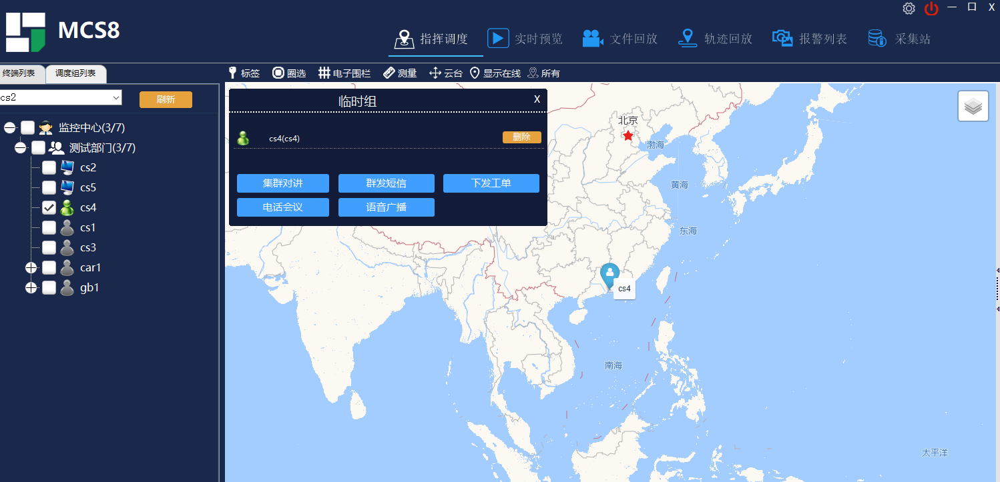 MCS8
指挥调度
实时预览
文件回放
轨迹回放
报警列表
采集站
X
终端列表
调度组列表
标签
圈选
电子围栏
测量
云台
显示在线
所有
cs2
刷新
监控中心(3/7)
测试部门(3/7)
cs2
cs5
cs4
cs1
cs3
car1
gb1
临时组
X
cs4(cs4)
删除
集群对讲
群发短信
下发工单
电话会议
语音广播
北京
渤海
黄海
东海
cs4
南海
太平洋